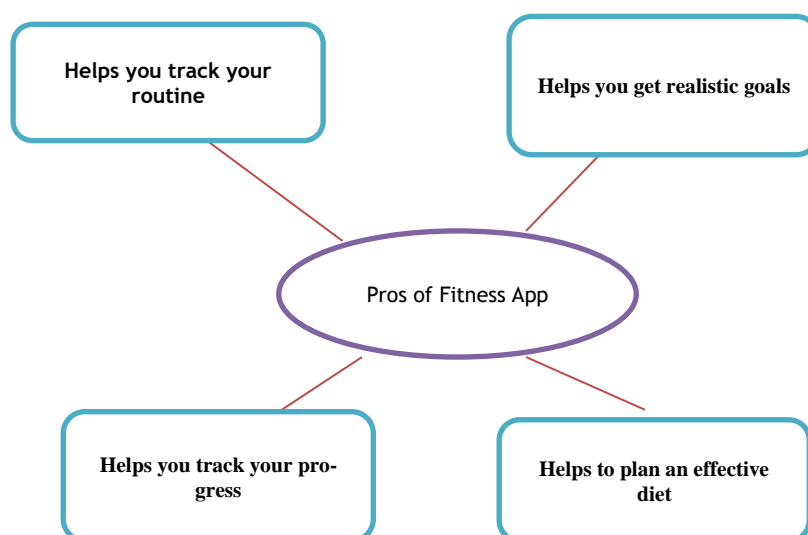 Helps you track your
routine
Helps you get realistic goals
Pros of Fitness App
Helps you track your pro-
gress
Helps to plan an effective
diet